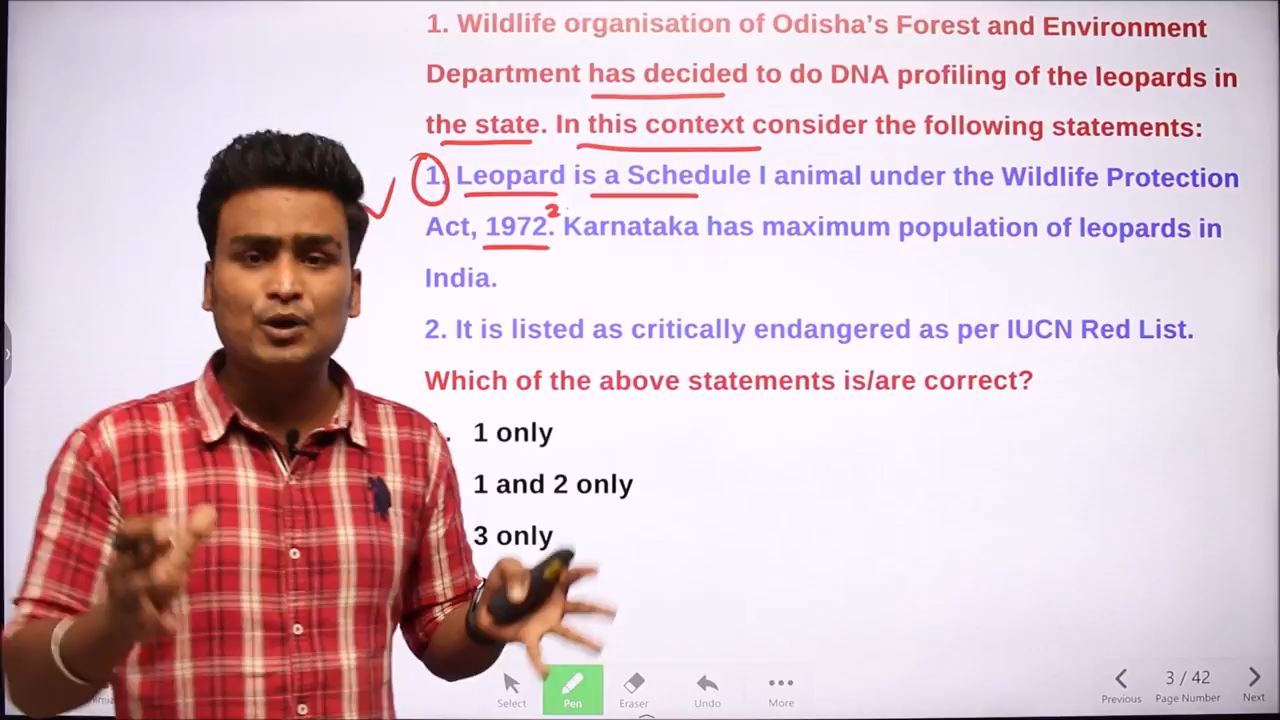 1. Wildlife organisation of Odisha's Forest and Environment
Department has decided to do DNA profiling of the leopards in
the state. In this context consider the following statements:
1. Leopard is a Schedule I animal under the Wildlife Protection
Act, 1972. 2 Karnataka has maximum population of leopards in
India.
2. It is listed as critically endangered as per IUCN Red List.
Which of the above statements is/are correct?
1 only
1 and 2 only
3 only
Select Pen Eraser Undo More
3 / 42
Previous Page Number Next